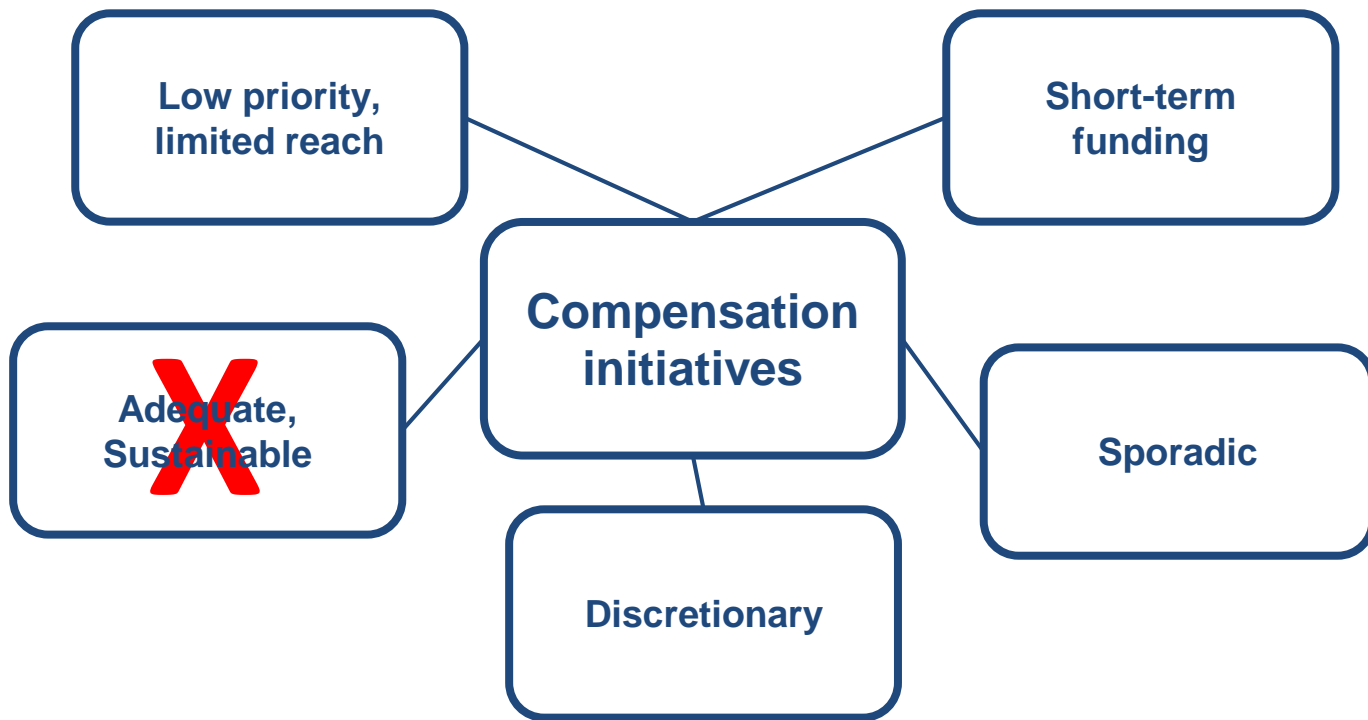 Low priority,
limited reach
Short-term
funding
Compensation
initiatives
Adequate,
Sustainable
X
Sporadic
Discretionary